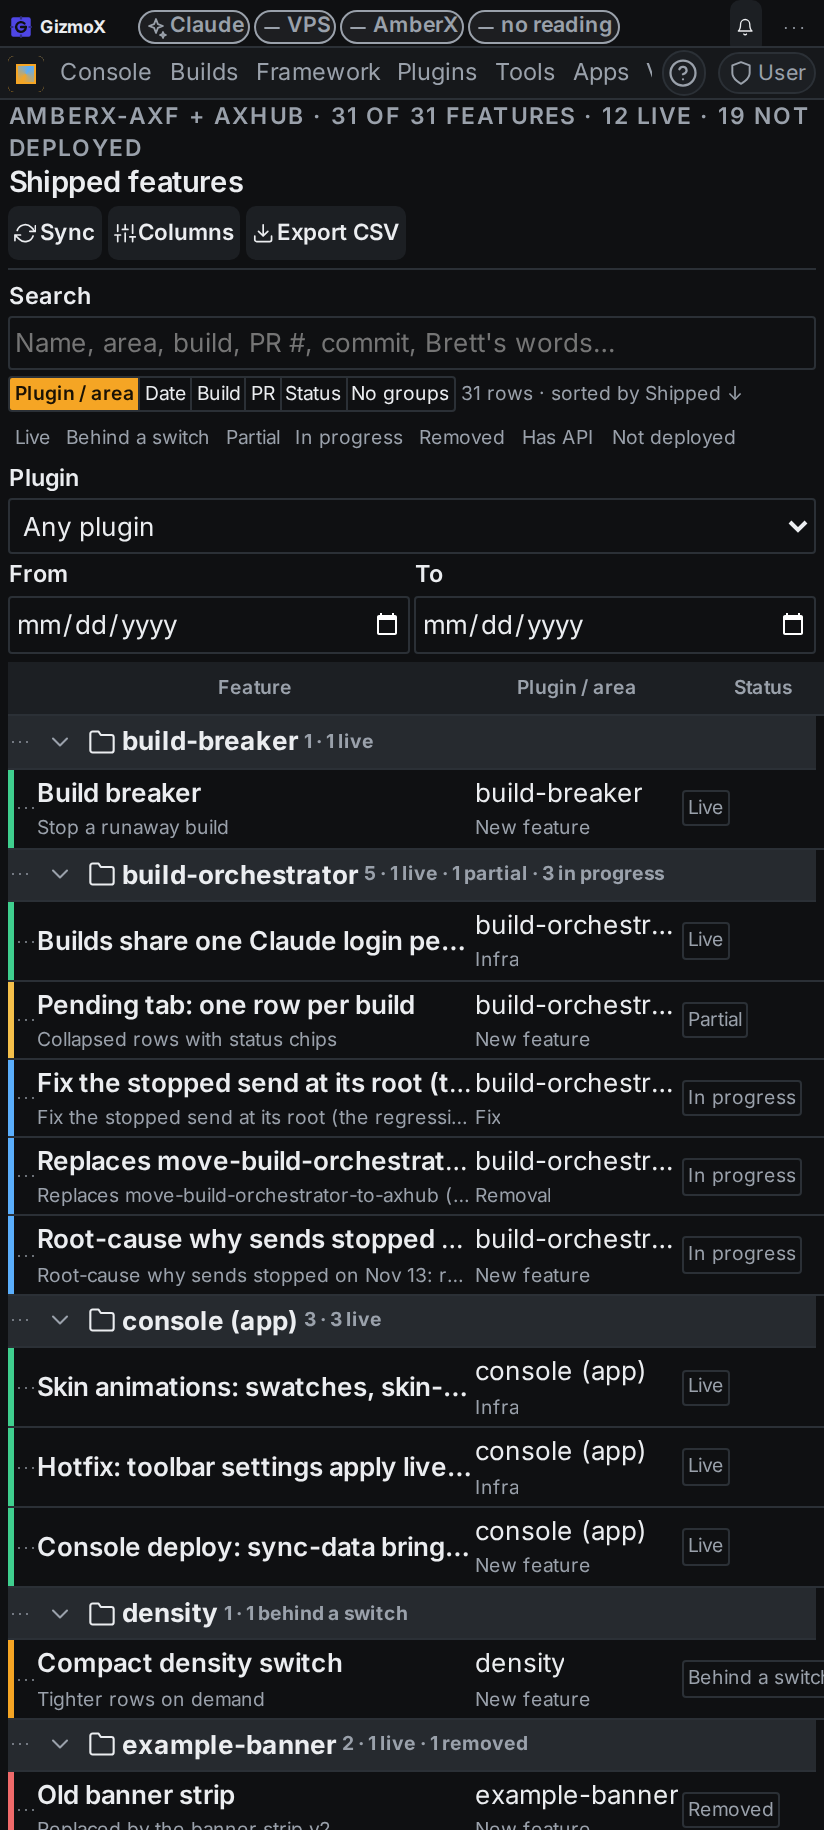 GizmoX Claude — VPS — AmberX — no reading ...
Console Builds Framework Plugins Tools Apps User
AMBERX-AXF + AXHUB · 31 OF 31 FEATURES · 12 LIVE · 19 NOT
DEPLOYED
Shipped features
Sync Columns Export CSV
Search
Name, area, build, PR #, commit, Brett's words...
Plugin / area Date Build PR Status No groups 31 rows · sorted by Shipped ↓
Live Behind a switch Partial In progress Removed Has API Not deployed
Plugin
Any plugin
From To
mm/dd/yyyy mm/dd/yyyy
Feature Plugin / area Status
... build-breaker 1 · 1 live
Build breaker build-breaker
... Live
Stop a runaway build New feature
... build-orchestrator 5 · 1 live · 1 partial · 3 in progress
build-orchestr...
... Builds share one Claude login pe... Live
Infra
Pending tab: one row per build build-orchestr...
... Partial
Collapsed rows with status chips New feature
Fix the stopped send at its root (t... build-orchestr...
... In progress
Fix the stopped send at its root (the regressi... Fix
Replaces move-build-orchestrat... build-orchestr...
... In progress
Replaces move-build-orchestrator-to-axhub (... Removal
Root-cause why sends stopped ... build-orchestr...
... In progress
Root-cause why sends stopped on Nov 13: r... New feature
... console (app) 3 · 3 live
console (app)
... Skin animations: swatches, skin-... Live
Infra
console (app)
... Hotfix: toolbar settings apply live... Live
Infra
console (app)
... Console deploy: sync-data bring... Live
New feature
... density 1 · 1 behind a switch
Compact density switch density
... Behind a switch
Tighter rows on demand New feature
... example-banner 2 · 1 live · 1 removed
Old banner strip example-banner
... Removed
Replaced by the banner strip v2 New feature